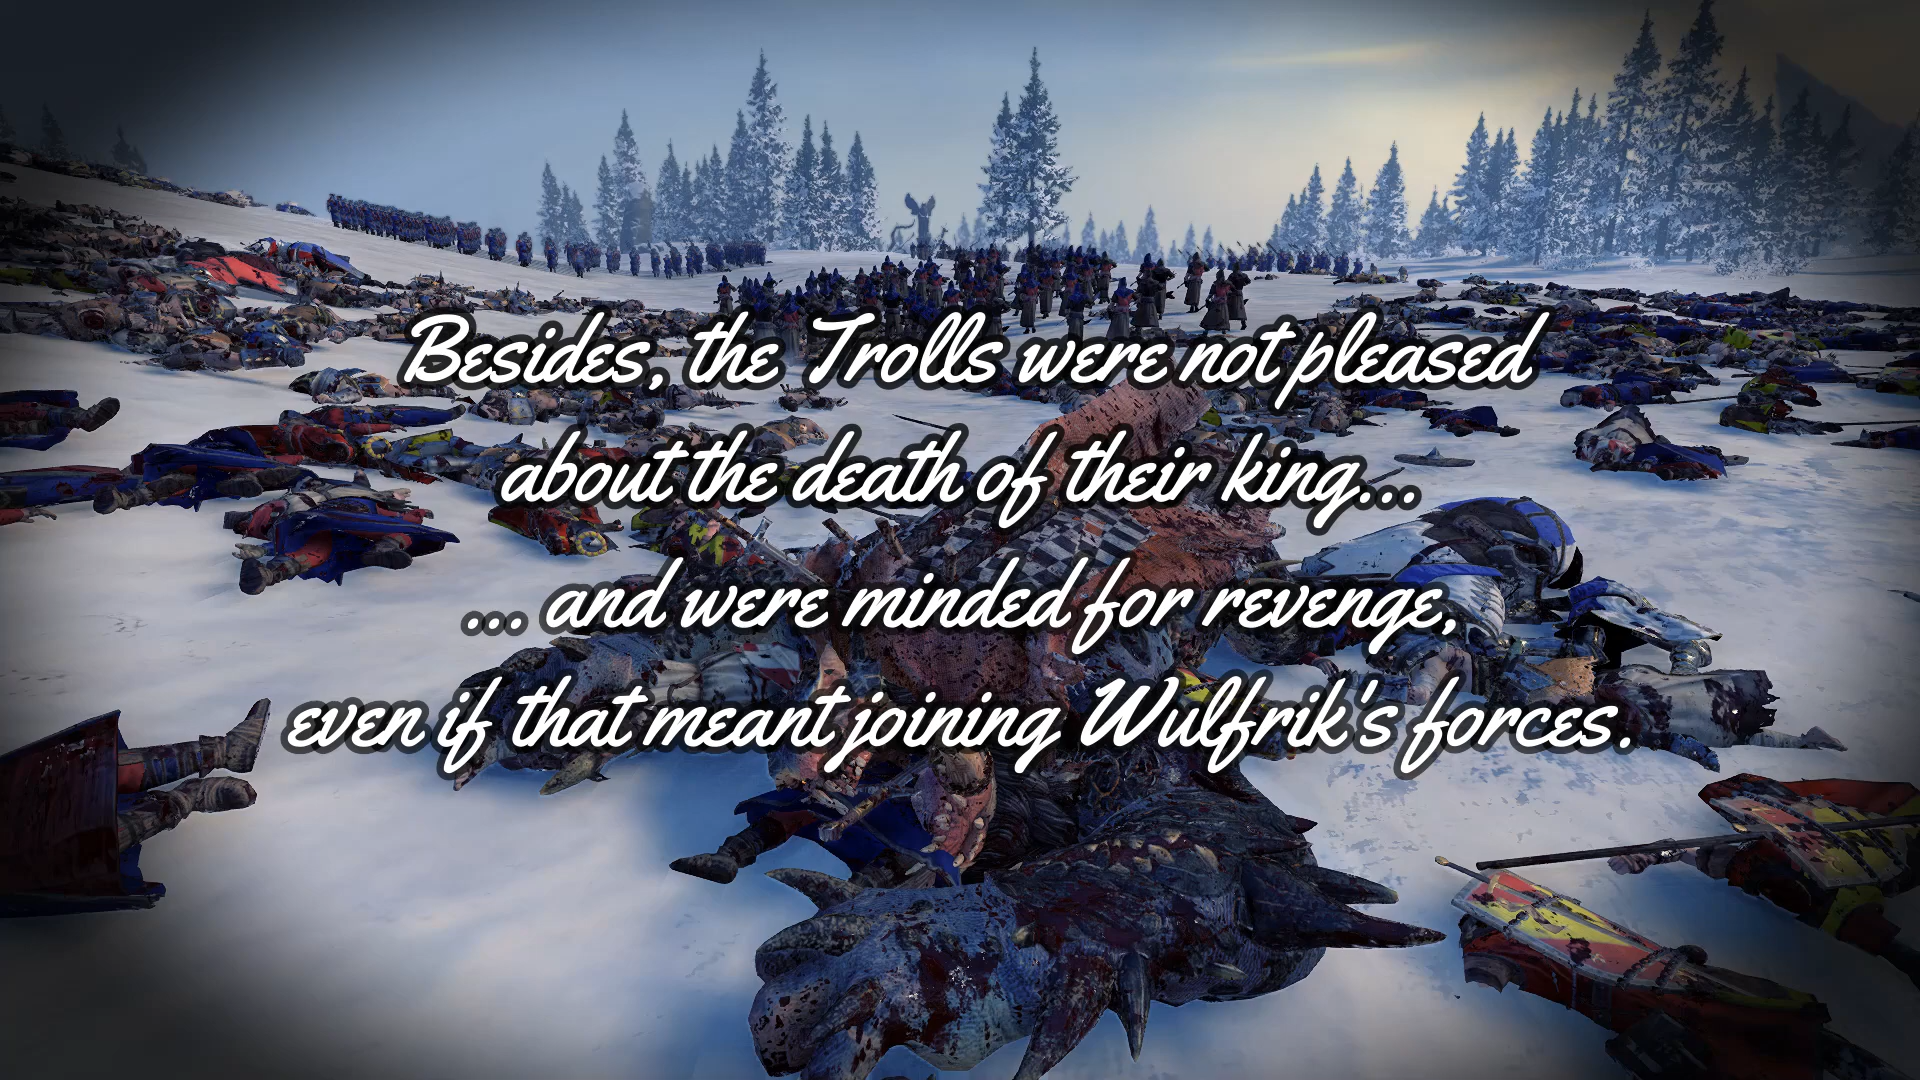 Besides, the Trolls were not pleased
about the death of their king...
... and were minded for revenge,
even if that meant joining Wulfrik's forces.